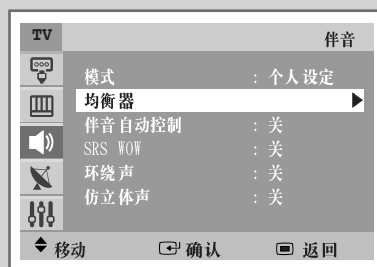 TV 伴音
模式 : 个人设定
均衡器
伴音自动控制 : 关
SRS WOW : 关
环绕声 : 关
仿立体声 : 关
移动 确认 返回